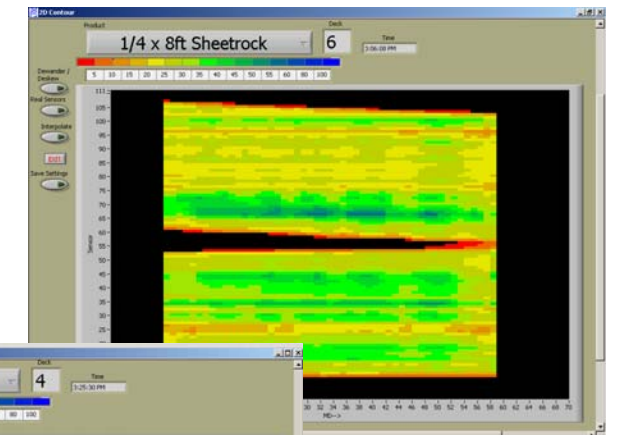 2D Contour
Product
Deck
Time
1/4 x 8ft Sheetrock
6
3:06:00 PM
5 10 15 20 25 30 35 40 45 50 55 60 80 100
Dewander / Deskew
Real Sensors
Interpolate
EXIT
Save Settings
Sensor
111
105
100
95
90
85
80
75
70
65
60
55
50
45
40
35
30
25
30 32 34 36 38 40 42 44 46 48 50 52 54 56 58 60 62 64 66 68 70
MD-->
Deck
Time
4
3:25:30 PM
80 100